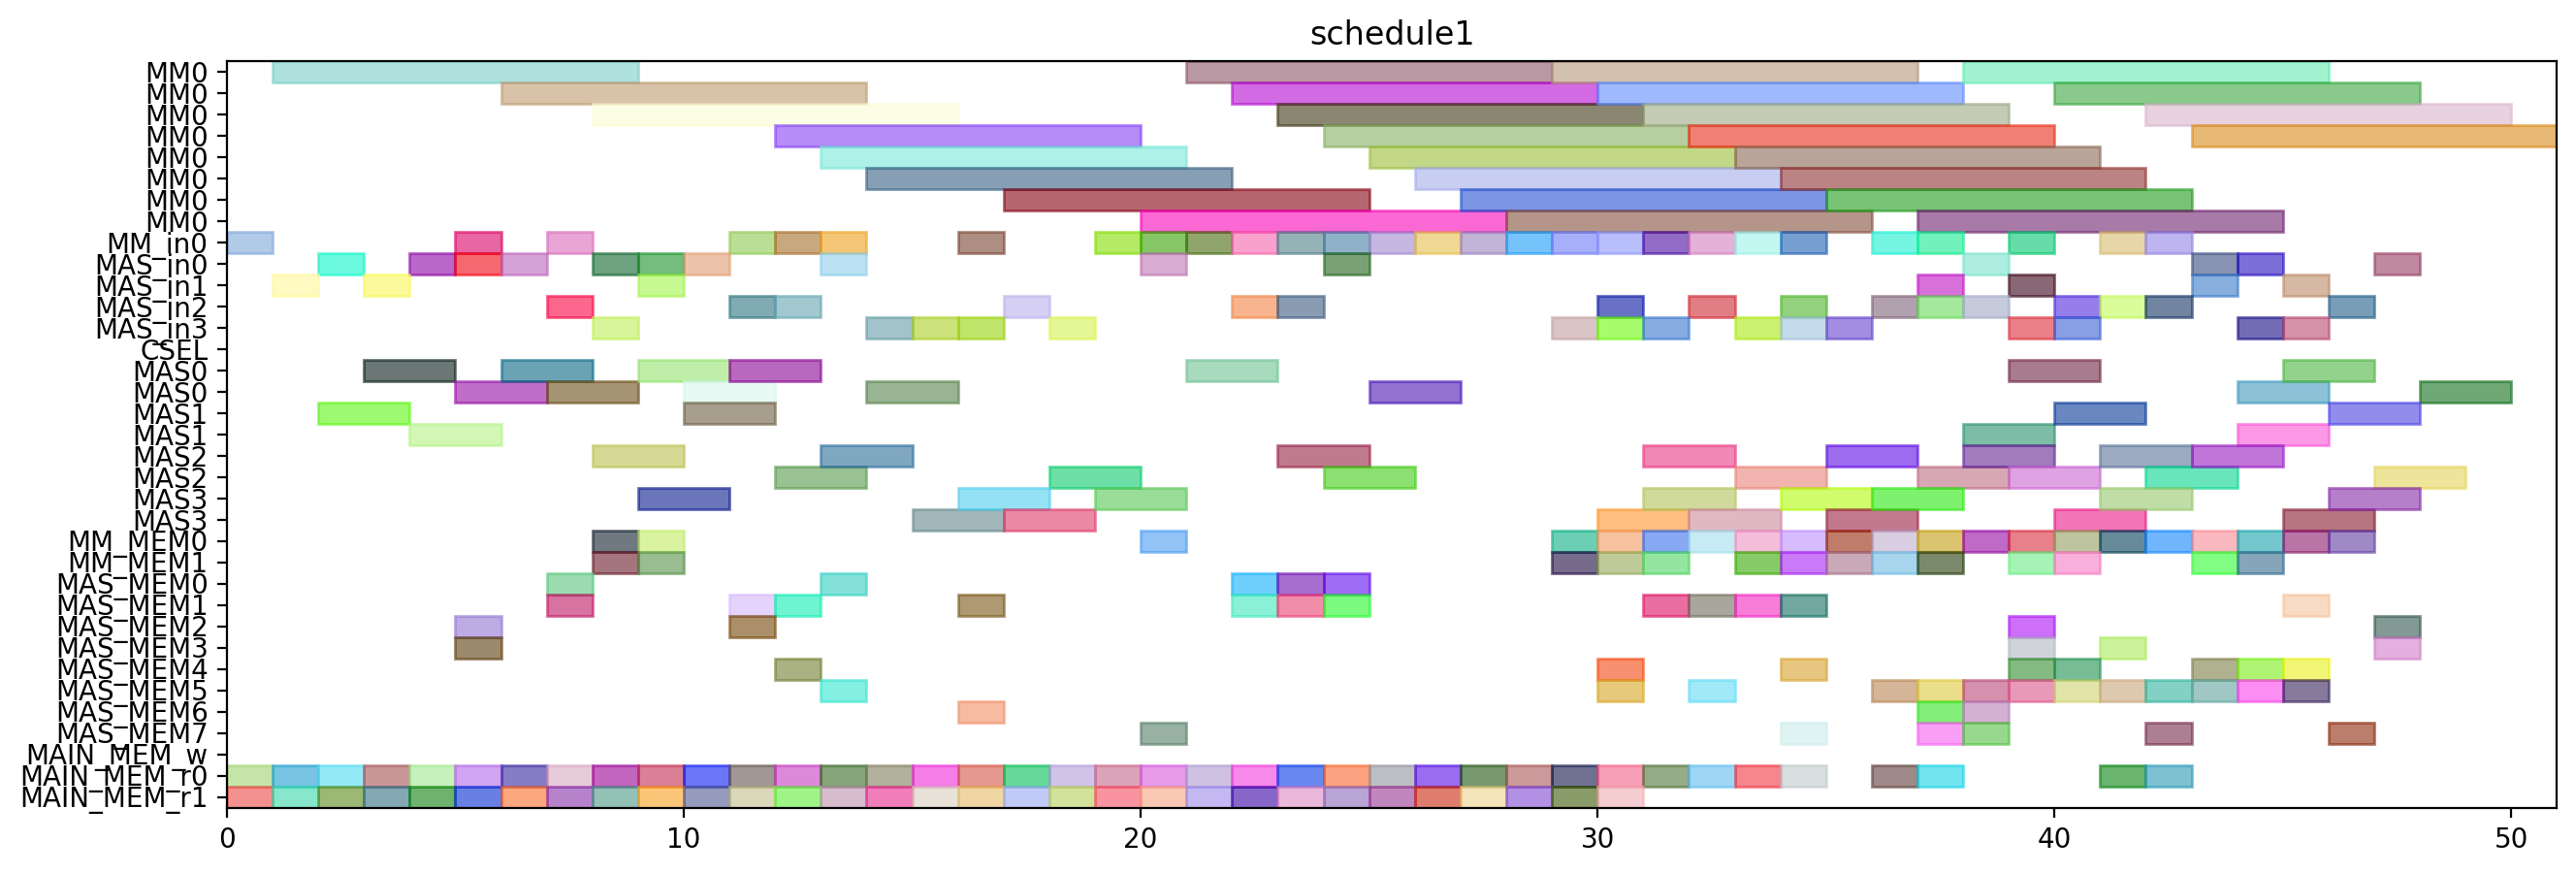 schedule1
MM0
MM0
MM0
MM0
MM0
MM0
MM0
MM0
MM_in0
MAS_in0
MAS_in1
MAS_in2
MAS_in3
CSEL
MAS0
MAS0
MAS1
MAS1
MAS2
MAS2
MAS3
MAS3
MM_MEM0
MM_MEM1
MAS_MEM0
MAS_MEM1
MAS_MEM2
MAS_MEM3
MAS_MEM4
MAS_MEM5
MAS_MEM6
MAS_MEM7
MAIN_MEM_w
MAIN_MEM_r0
MAIN_MEM_r1
0 10 20 30 40 50